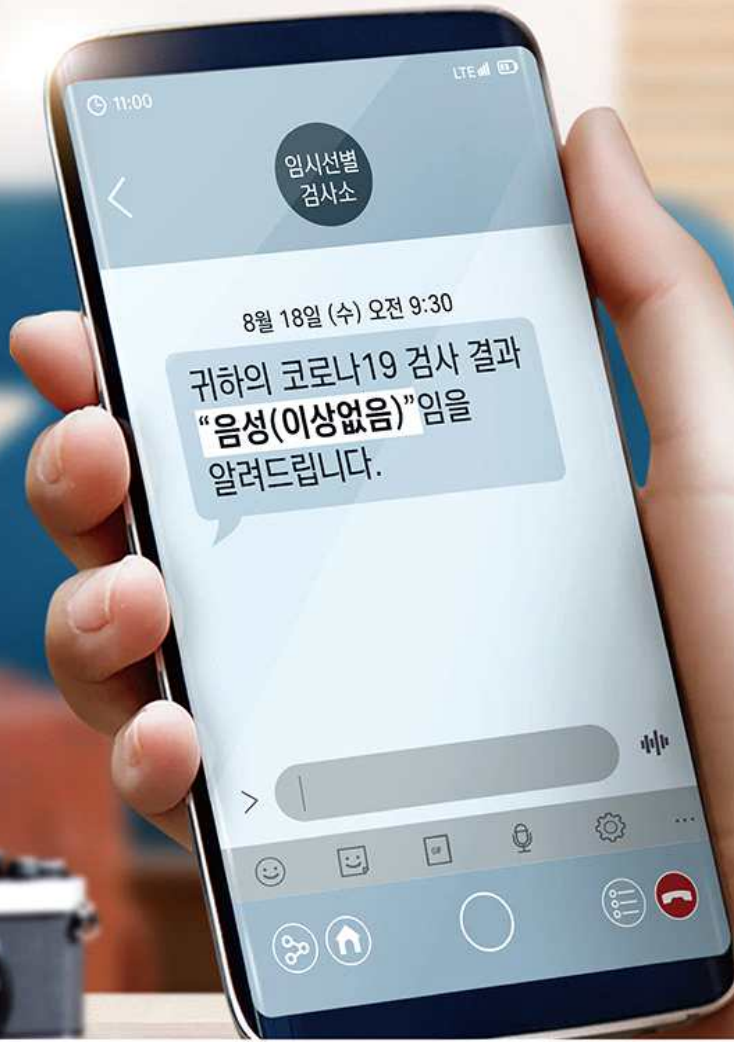 11:00
LTE
임시선별
검사소
8월 18일 (수) 오전 9:30
귀하의 코로나19 검사 결과
“음성(이상없음)”임을
알려드립니다.
GIF